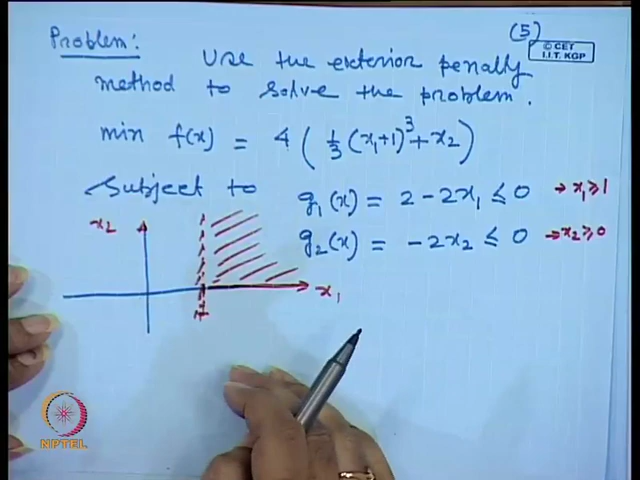 (5)
© CET
I.I.T. KGP
Problem: Use the exterior penalty
method to solve the problem.
min f(x) = 4 ( 1/3 (x₁+1)³ + x₂ )
Subject to g₁(x) = 2 - 2x₁ ≤ 0 → x₁ ≥ 1
g₂(x) = -2x₂ ≤ 0 → x₂ ≥ 0
x₂
x₁
1
NPTEL